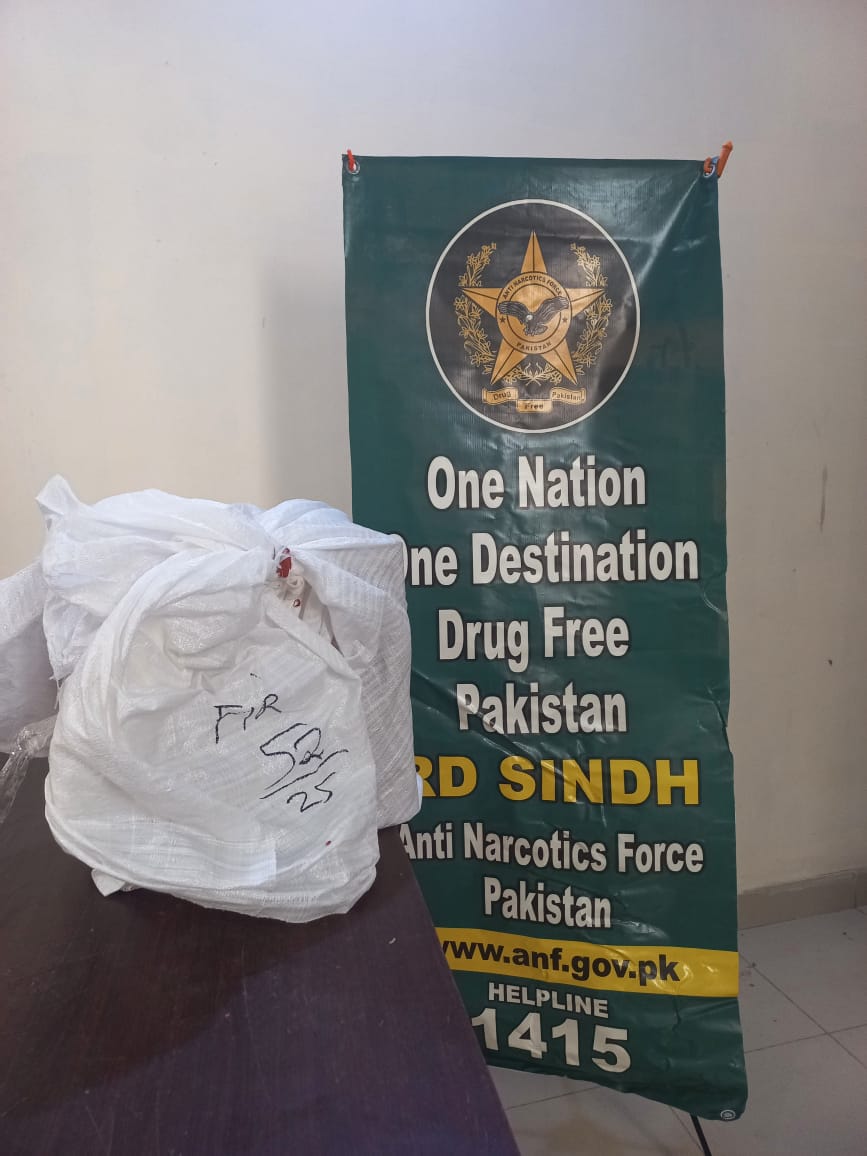 ANTI NARCOTICS FORCE
PAKISTAN
Drug Free Pakistan
One Nation
One Destination
Drug Free
Pakistan
RD SINDH
Anti Narcotics Force
Pakistan
www.anf.gov.pk
HELPLINE
1415
FIR
52/
25